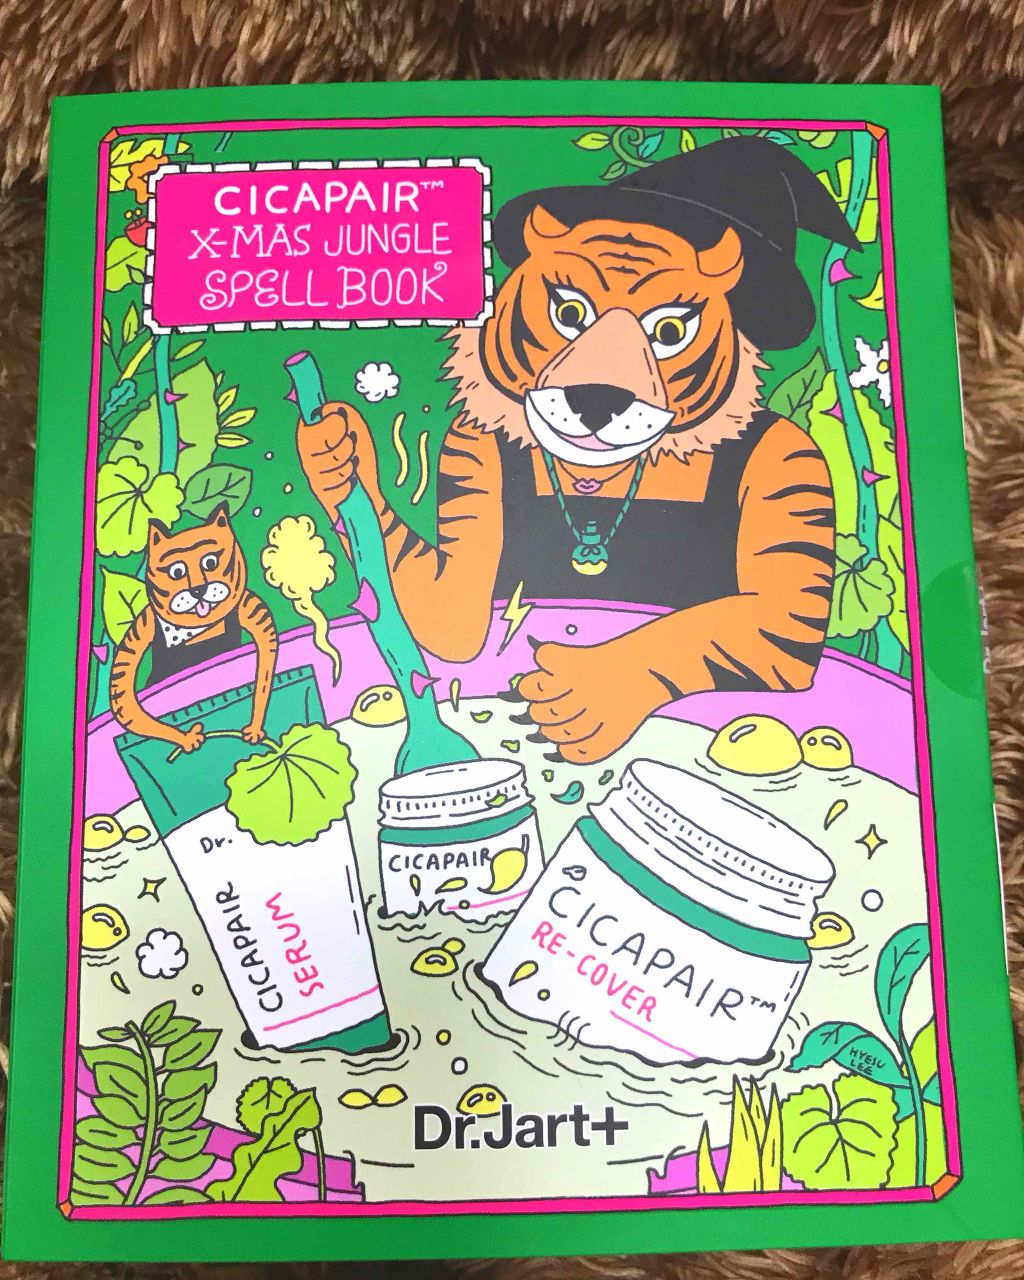 CICAPAIR™
X-MAS JUNGLE
SPELL BOOK
Dr.
CICAPAIR
SERUM
CICAPAIR
CICAPAIR™
RE-COVER
HYESU
LEE
Dr.Jart+